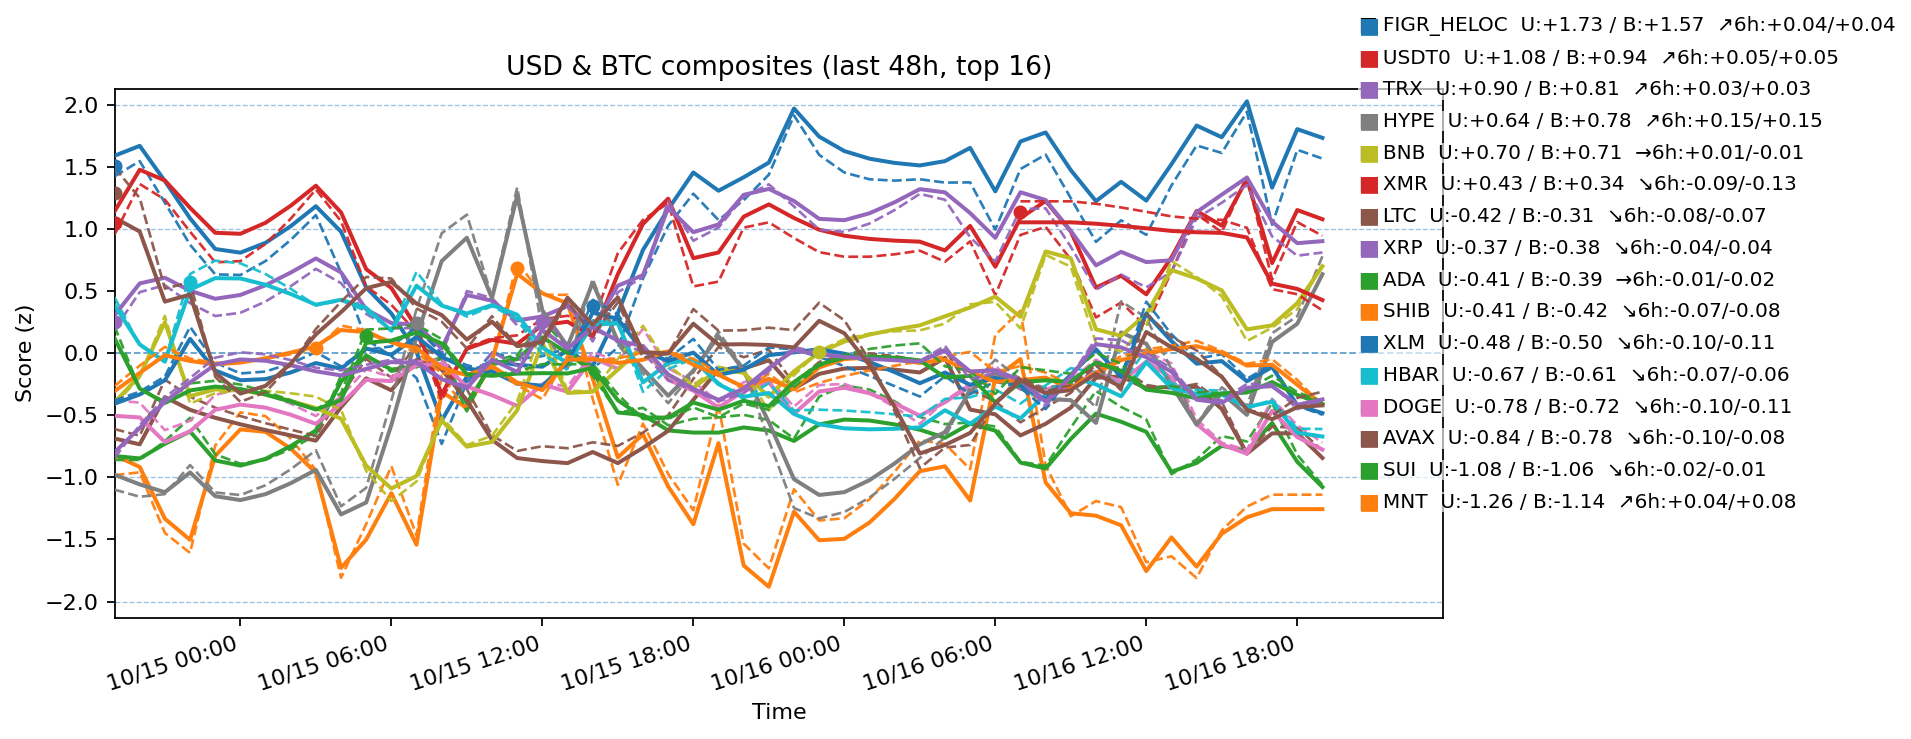 FIGR_HELOC U:+1.73 / B:+1.57 ↗6h:+0.04/+0.04
USDT0 U:+1.08 / B:+0.94 ↗6h:+0.05/+0.05
TRX U:+0.90 / B:+0.81 ↗6h:+0.03/+0.03
HYPE U:+0.64 / B:+0.78 ↗6h:+0.15/+0.15
BNB U:+0.70 / B:+0.71 →6h:+0.01/-0.01
XMR U:+0.43 / B:+0.34 ↘6h:-0.09/-0.13
LTC U:-0.42 / B:-0.31 ↘6h:-0.08/-0.07
XRP U:-0.37 / B:-0.38 ↘6h:-0.04/-0.04
ADA U:-0.41 / B:-0.39 →6h:-0.01/-0.02
SHIB U:-0.41 / B:-0.42 ↘6h:-0.07/-0.08
XLM U:-0.48 / B:-0.50 ↘6h:-0.10/-0.11
HBAR U:-0.67 / B:-0.61 ↘6h:-0.07/-0.06
DOGE U:-0.78 / B:-0.72 ↘6h:-0.10/-0.11
AVAX U:-0.84 / B:-0.78 ↘6h:-0.10/-0.08
SUI U:-1.08 / B:-1.06 ↘6h:-0.02/-0.01
MNT U:-1.26 / B:-1.14 ↗6h:+0.04/+0.08
USD & BTC composites (last 48h, top 16)
Score (z)
2.0
1.5
1.0
0.5
0.0
−0.5
−1.0
−1.5
−2.0
10/15 00:00
10/15 06:00
10/15 12:00
10/15 18:00
10/16 00:00
10/16 06:00
10/16 12:00
10/16 18:00
Time